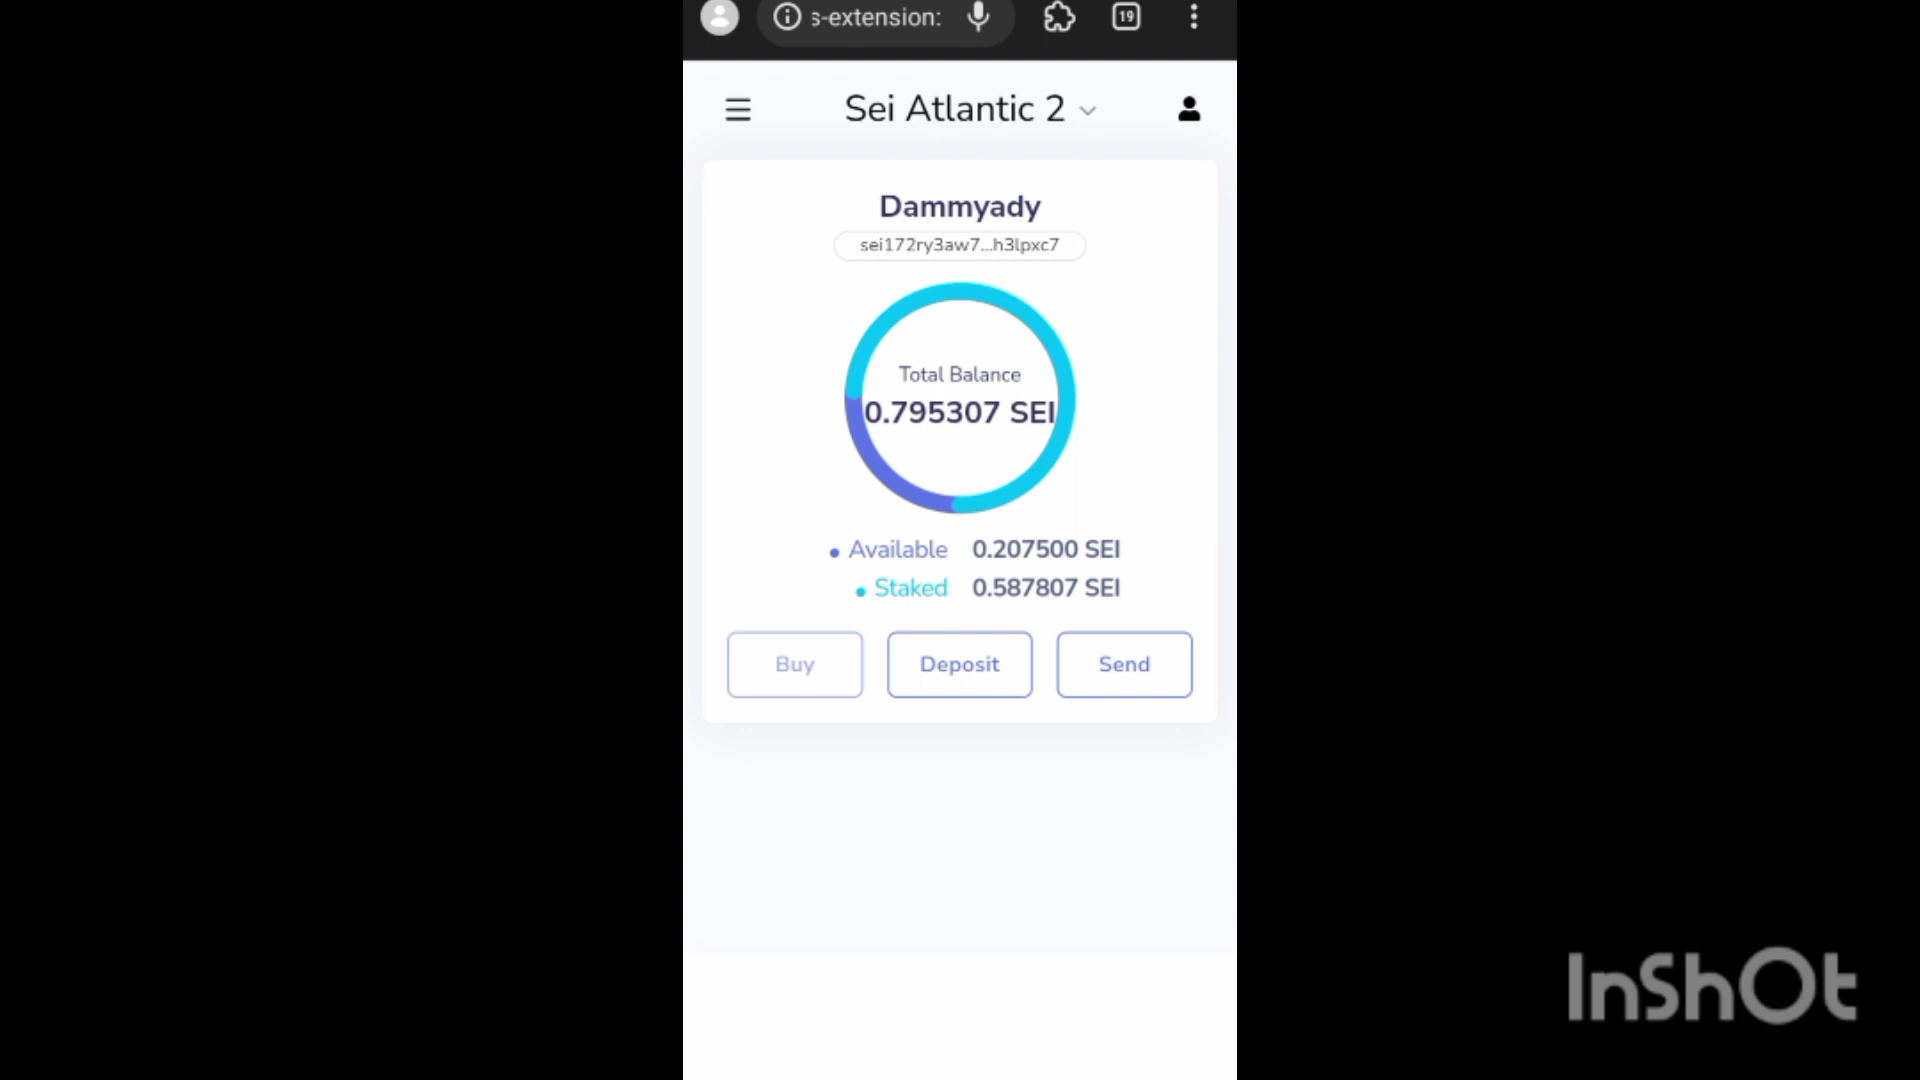 s-extension:
19
Sei Atlantic 2
Dammyady
sei172ry3aw7...h3lpxc7
Total Balance
0.795307 SEI
Available 0.207500 SEI
Staked 0.587807 SEI
Buy Deposit Send
InShOt